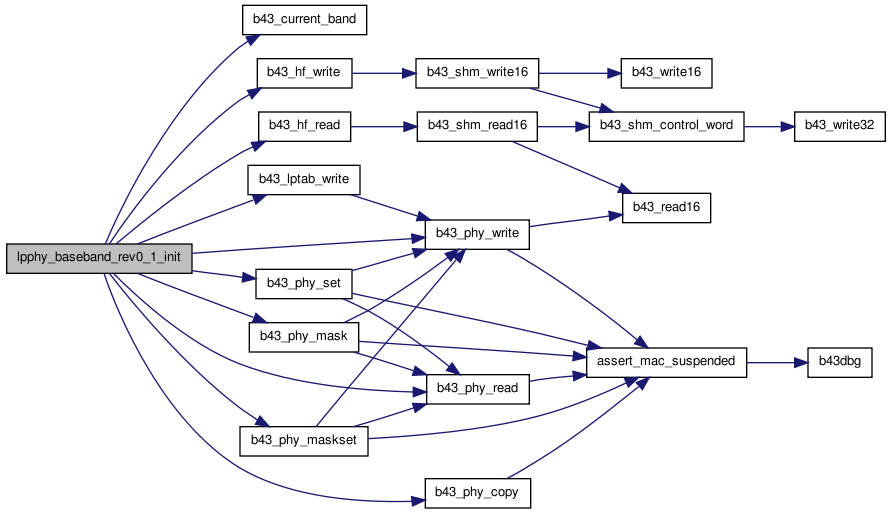 b43_current_band
b43_hf_write
b43_shm_write16
b43_write16
b43_hf_read
b43_shm_read16
b43_shm_control_word
b43_write32
b43_lptab_write
b43_read16
b43_phy_write
lpphy_baseband_rev0_1_init
b43_phy_set
b43_phy_mask
assert_mac_suspended
b43dbg
b43_phy_read
b43_phy_maskset
b43_phy_copy